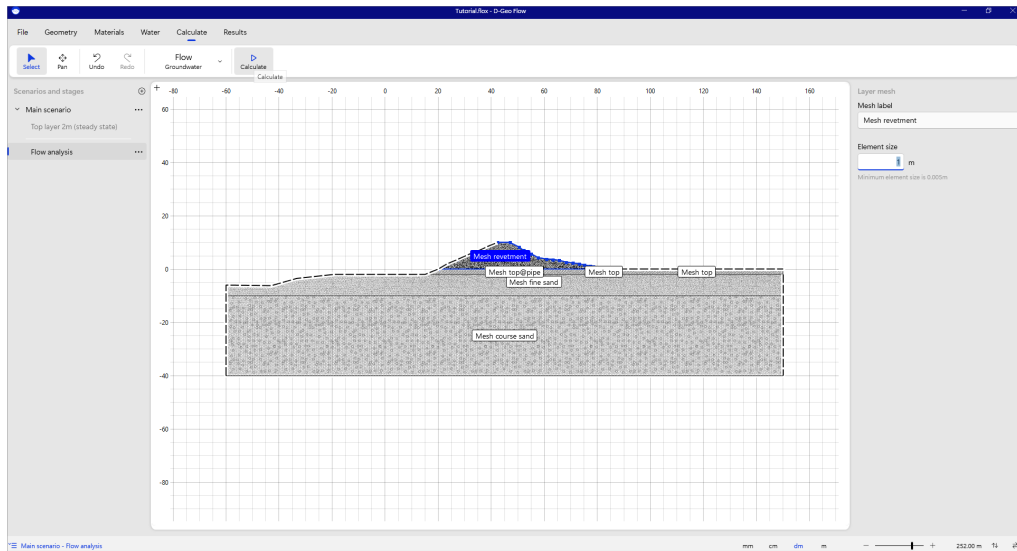 Tutorial.flox - D-Geo Flow
File Geometry Materials Water Calculate Results
Select Pan Undo Redo Flow Groundwater Calculate
Calculate
Scenarios and stages
Main scenario
Top layer 2m (steady state)
Flow analysis
-80 -60 -40 -20 0 20 40 60 80 100 120 140 160
60
40
20
0
-20
-40
-60
-80
Mesh revetment
Mesh top@pipe Mesh top Mesh top
Mesh fine sand
Mesh course sand
Layer mesh
Mesh label
Mesh revetment
Element size
1 m
Minimum element size is 0.005m
Main scenario - Flow analysis mm cm dm m 252.00 m